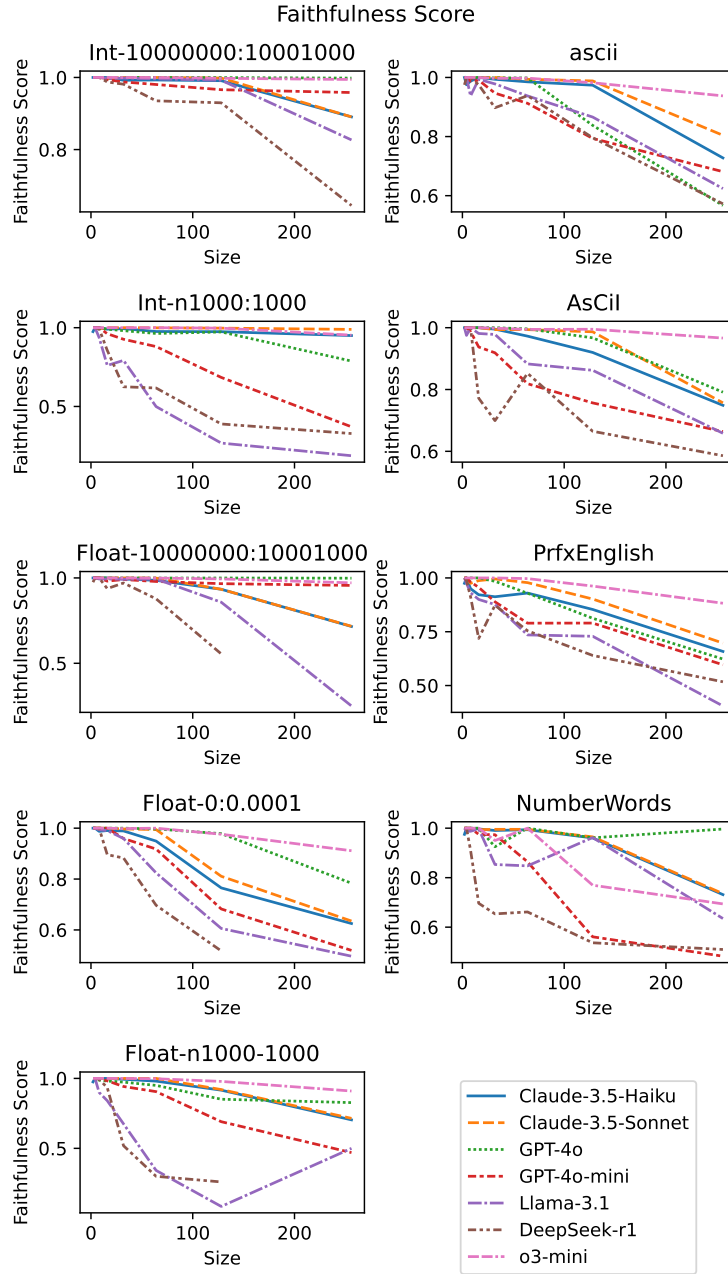 Faithfulness Score
Int-10000000:10001000
ascii
Faithfulness Score
1.0
0.8
0
100
200
Size
Faithfulness Score
1.0
0.8
0.6
0
100
200
Size
Int-n1000:1000
AsCiI
Faithfulness Score
1.0
0.5
0
100
200
Size
Faithfulness Score
1.0
0.8
0.6
0
100
200
Size
Float-10000000:10001000
PrfxEnglish
Faithfulness Score
1.0
0.5
0
100
200
Size
Faithfulness Score
1.00
0.75
0.50
0
100
200
Size
Float-0:0.0001
NumberWords
Faithfulness Score
1.0
0.8
0.6
0
100
200
Size
Faithfulness Score
1.0
0.8
0.6
0
100
200
Size
Float-n1000-1000
Faithfulness Score
1.0
0.5
0
100
200
Size
Claude-3.5-Haiku
Claude-3.5-Sonnet
GPT-4o
GPT-4o-mini
Llama-3.1
DeepSeek-r1
o3-mini